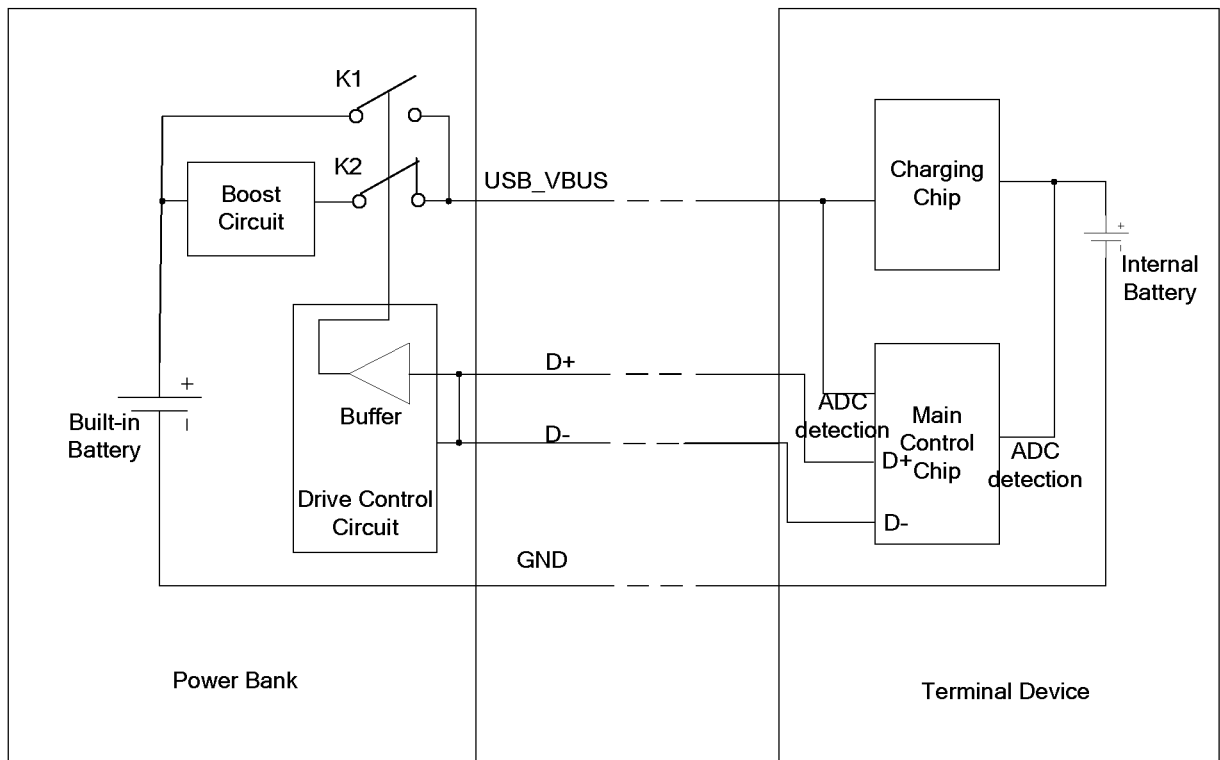 K1
K2
Boost
Circuit
USB_VBUS
Charging
Chip
+
-
Internal
Battery
D+
Buffer
D-
Drive Control
Circuit
+
-
Built-in
Battery
ADC
detection
Main
Control
Chip
D+
D-
ADC
detection
GND
Power Bank
Terminal Device